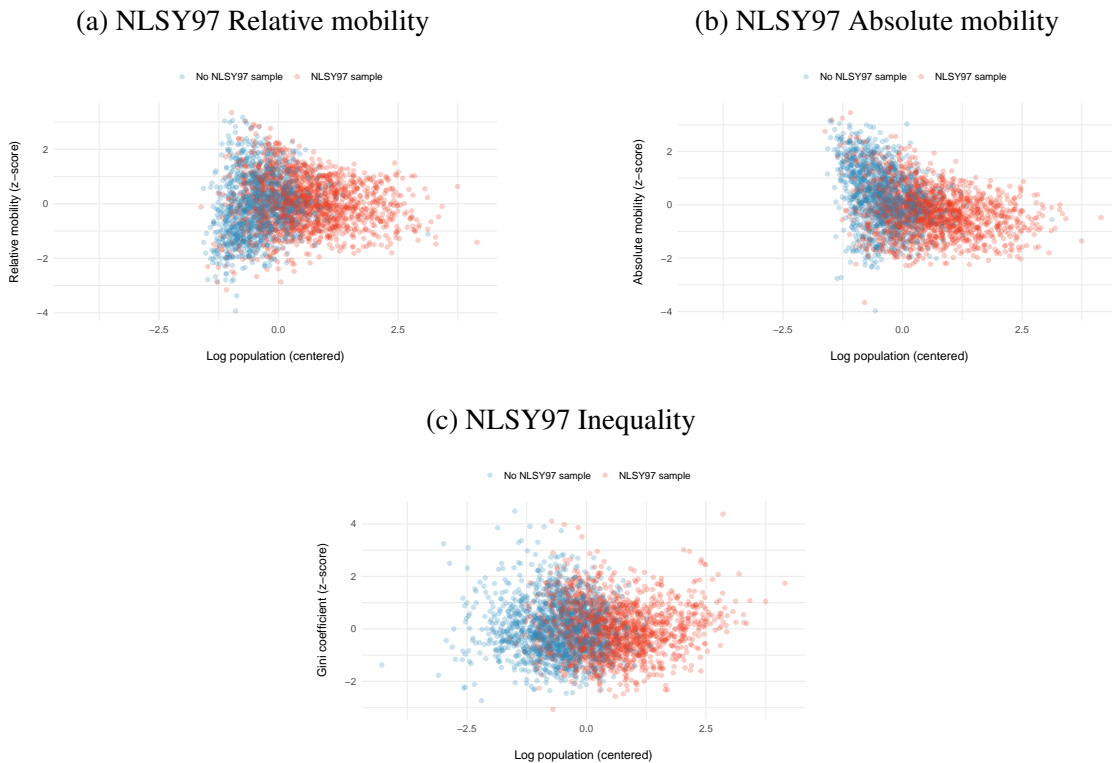 (a) NLSY97 Relative mobility
No NLSY97 sample NLSY97 sample
Relative mobility (z−score)
2
0
−2
−4
−2.5 0.0 2.5
Log population (centered)
(b) NLSY97 Absolute mobility
No NLSY97 sample NLSY97 sample
Absolute mobility (z−score)
2
0
−2
−4
−2.5 0.0 2.5
Log population (centered)
(c) NLSY97 Inequality
No NLSY97 sample NLSY97 sample
Gini coefficient (z−score)
4
2
0
−2
−2.5 0.0 2.5
Log population (centered)